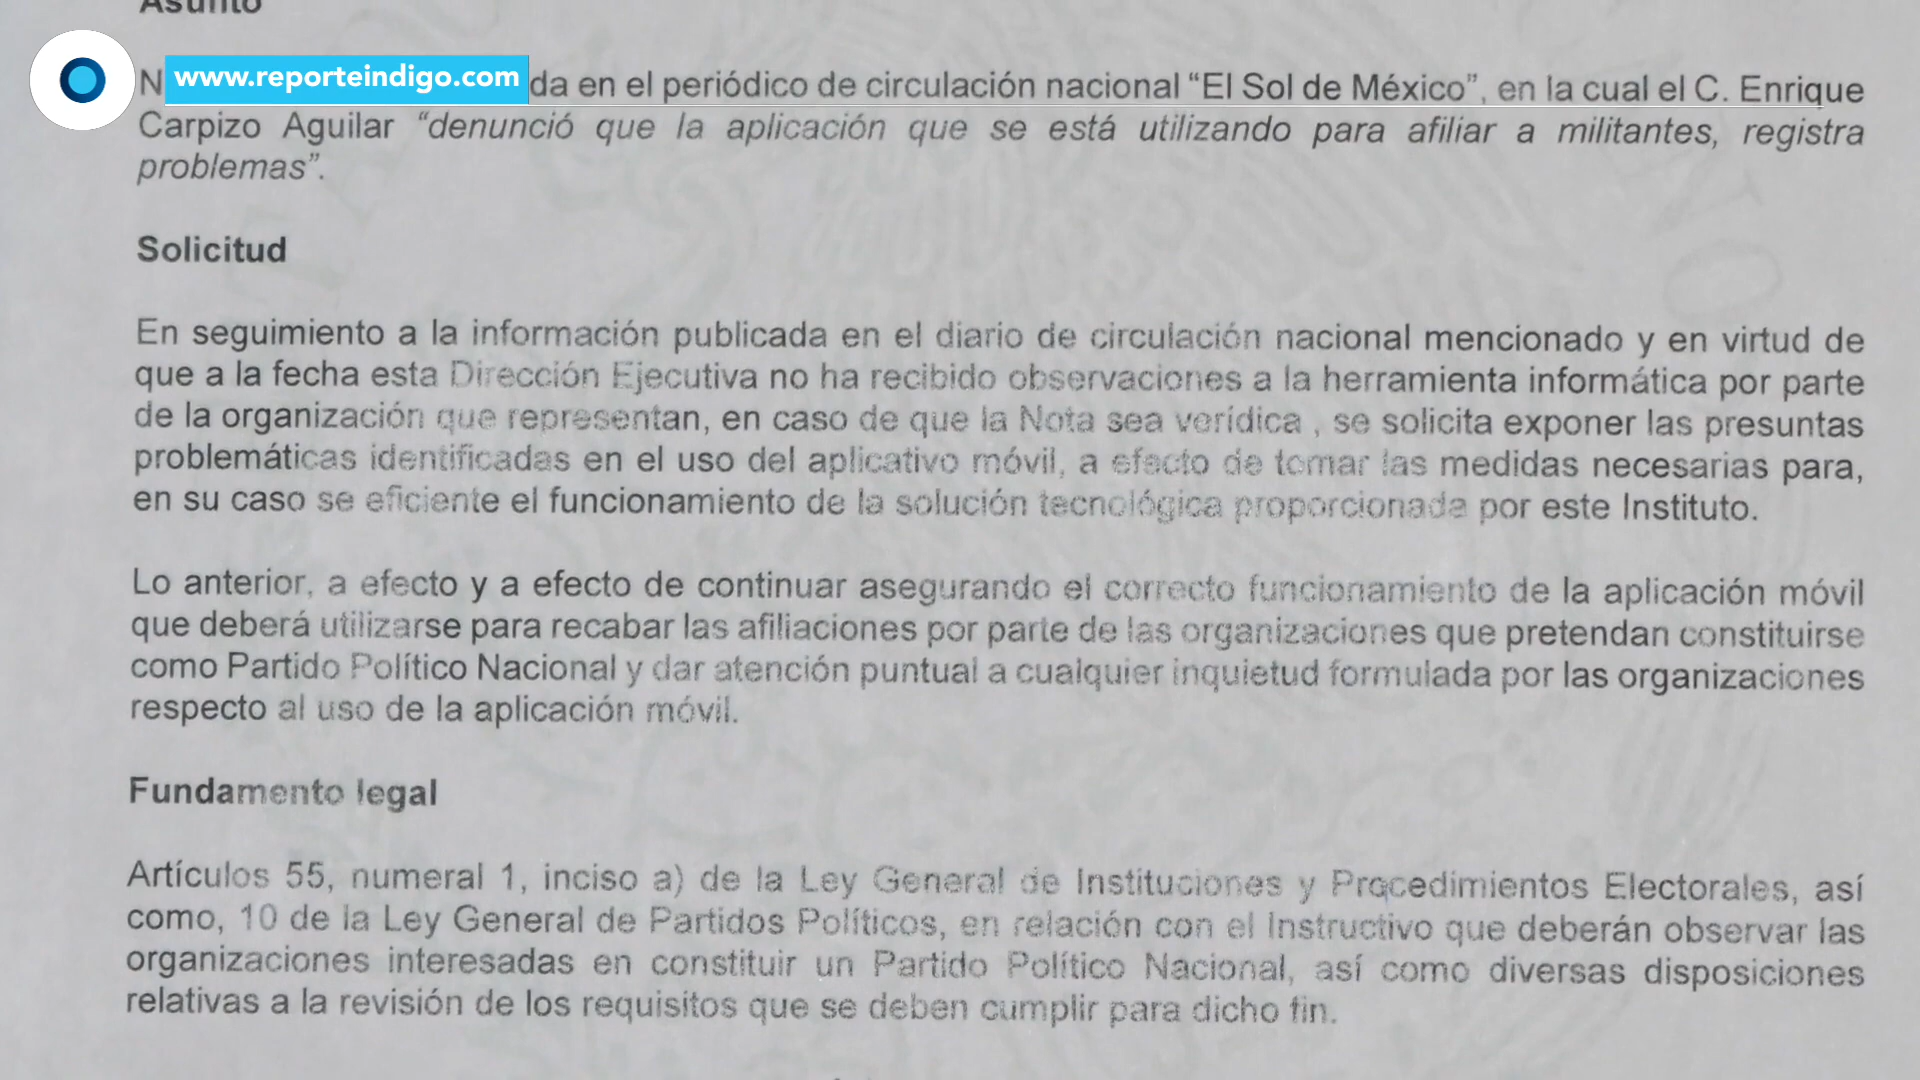 Asunto
www.reporteindigo.com
da en el periódico de circulación nacional “El Sol de México”, en la cual el C. Enrique
Carpizo Aguilar “denunció que la aplicación que se está utilizando para afiliar a militantes, registra
problemas”.
Solicitud
En seguimiento a la información publicada en el diario de circulación nacional mencionado y en virtud de
que a la fecha esta Dirección Ejecutiva no ha recibido observaciones a la herramienta informática por parte
de la organización que representan, en caso de que la Nota sea verídica , se solicita exponer las presuntas
problemáticas identificadas en el uso del aplicativo móvil, a efecto de tomar las medidas necesarias para,
en su caso se eficiente el funcionamiento de la solución tecnológica proporcionada por este Instituto.
Lo anterior, a efecto y a efecto de continuar asegurando el correcto funcionamiento de la aplicación móvil
que deberá utilizarse para recabar las afiliaciones por parte de las organizaciones que pretendan constituirse
como Partido Político Nacional y dar atención puntual a cualquier inquietud formulada por las organizaciones
respecto al uso de la aplicación móvil.
Fundamento legal
Artículos 55, numeral 1, inciso a) de la Ley General de Instituciones y Procedimientos Electorales, así
como, 10 de la Ley General de Partidos Políticos, en relación con el Instructivo que deberán observar las
organizaciones interesadas en constituir un Partido Político Nacional, así como diversas disposiciones
relativas a la revisión de los requisitos que se deben cumplir para dicho fin.